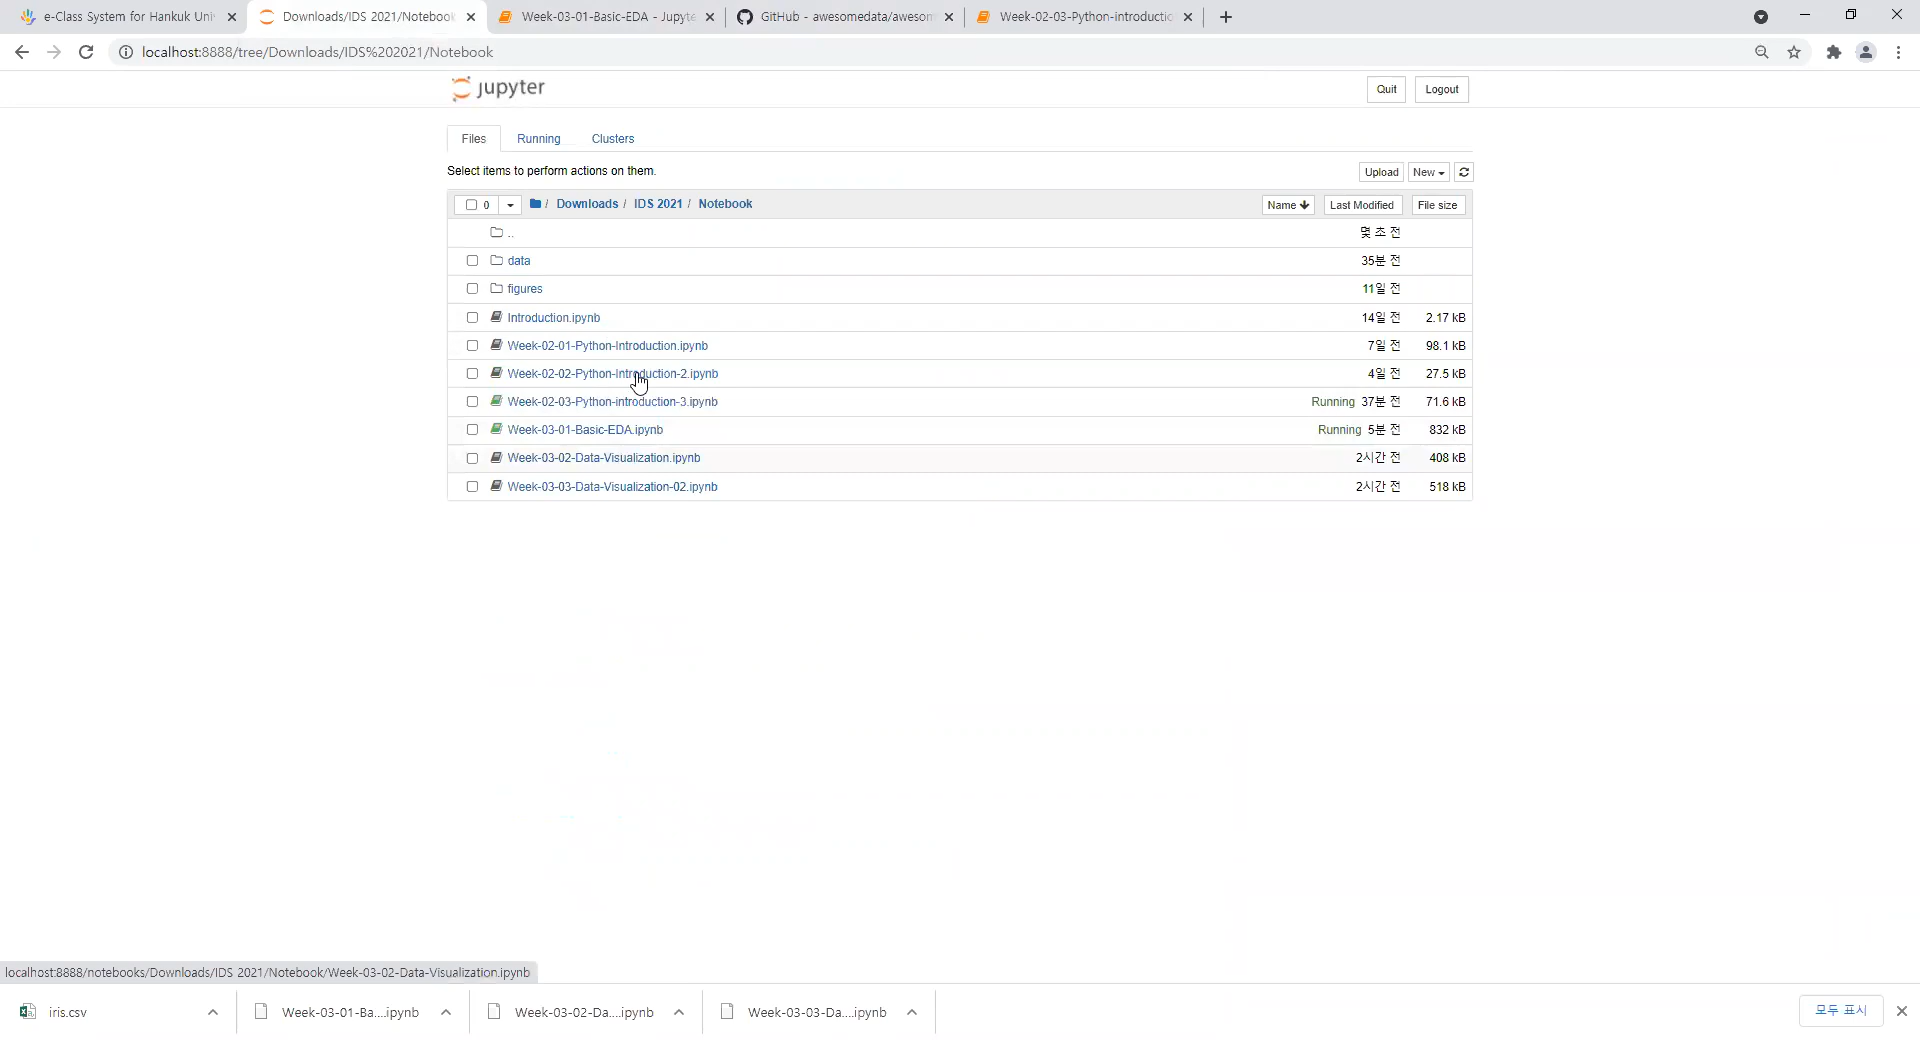 e-Class System for Hankuk Uni
Downloads/IDS 2021/Notebook
Week-03-01-Basic-EDA - Jupyte
GitHub - awesomedata/awesom
Week-02-03-Python-introductio
localhost:8888/tree/Downloads/IDS%202021/Notebook
jupyter
Quit
Logout
Files
Running
Clusters
Select items to perform actions on them.
Upload
New
0
/ Downloads / IDS 2021 / Notebook
Name
Last Modified
File size
..
몇 초 전
data
35분 전
figures
11일 전
Introduction.ipynb
14일 전
2.17 kB
Week-02-01-Python-Introduction.ipynb
7일 전
98.1 kB
Week-02-02-Python-Introduction-2.ipynb
4일 전
27.5 kB
Week-02-03-Python-introduction-3.ipynb
Running 37분 전
71.6 kB
Week-03-01-Basic-EDA.ipynb
Running 5분 전
832 kB
Week-03-02-Data-Visualization.ipynb
2시간 전
408 kB
Week-03-03-Data-Visualization-02.ipynb
2시간 전
518 kB
localhost:8888/notebooks/Downloads/IDS 2021/Notebook/Week-03-02-Data-Visualization.ipynb
iris.csv
Week-03-01-Ba....ipynb
Week-03-02-Da....ipynb
Week-03-03-Da....ipynb
모두 표시